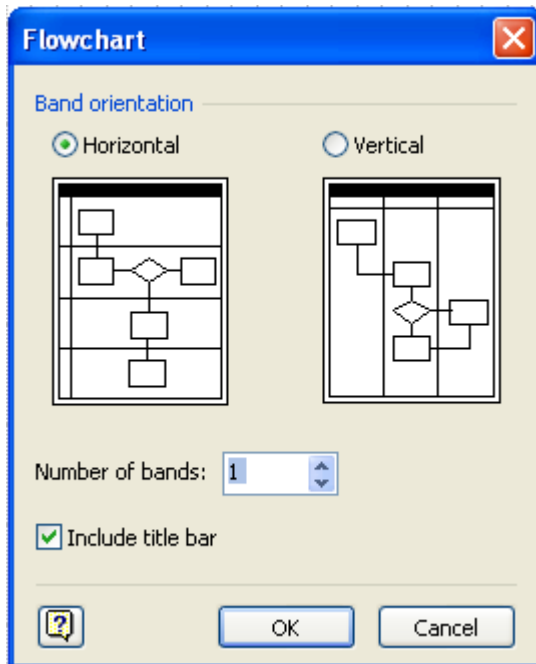 Flowchart
Band orientation
Horizontal Vertical
Number of bands: 1
Include title bar
? OK Cancel